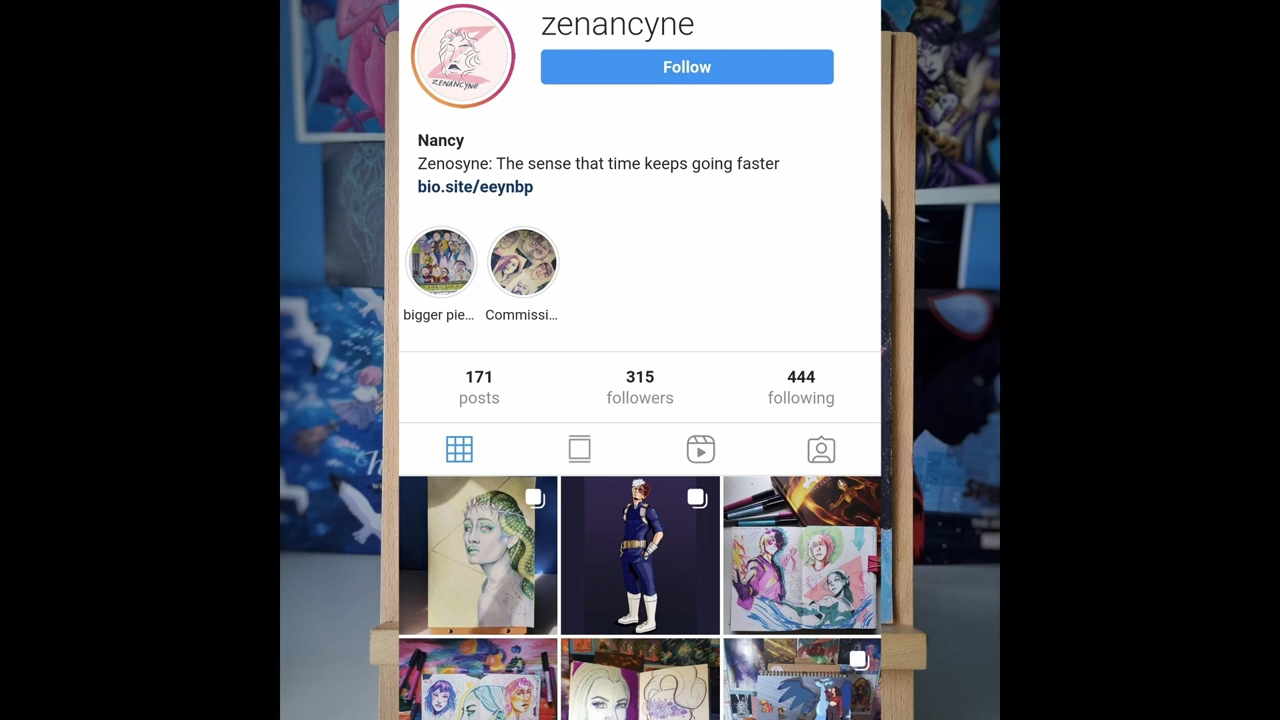 zenancyne
ZENANCYNE
Follow
Nancy
Zenosyne: The sense that time keeps going faster
bio.site/eeynbp
bigger pie...
Commissi...
171
posts
315
followers
444
following